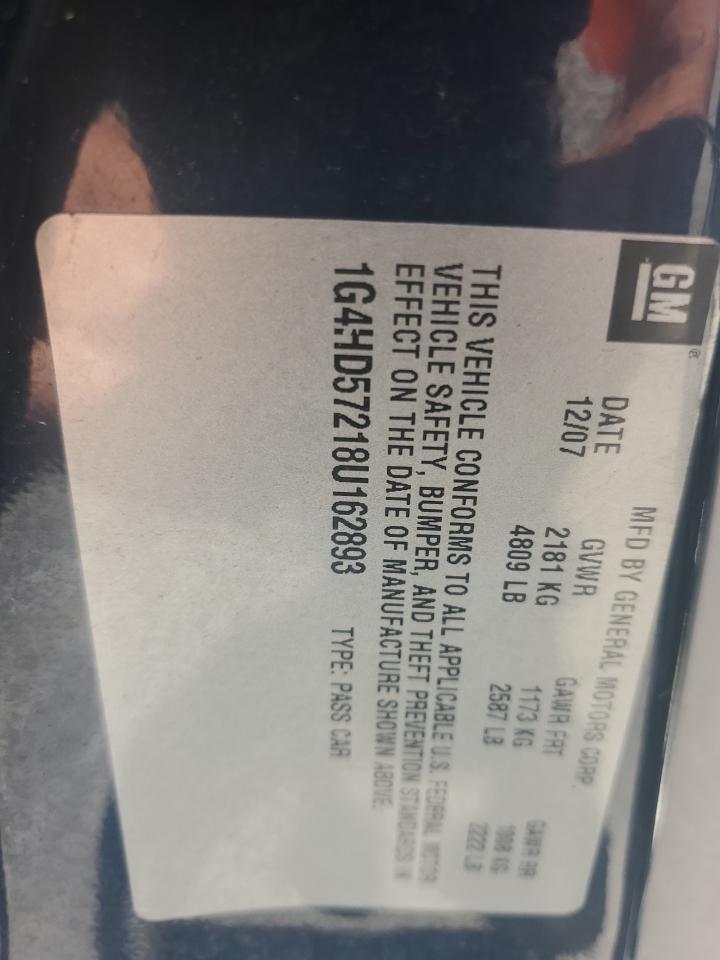 GM
®
MFD BY GENERAL MOTORS CORP.
DATE GVWR GAWR FRT GAWR RR
12/07 2181 KG 1173 KG 1008 KG
4809 LB 2587 LB 2222 LB
THIS VEHICLE CONFORMS TO ALL APPLICABLE U.S. FEDERAL MOTOR
VEHICLE SAFETY, BUMPER, AND THEFT PREVENTION STANDARDS IN
EFFECT ON THE DATE OF MANUFACTURE SHOWN ABOVE.
1G4HD57218U162893 TYPE: PASS CAR